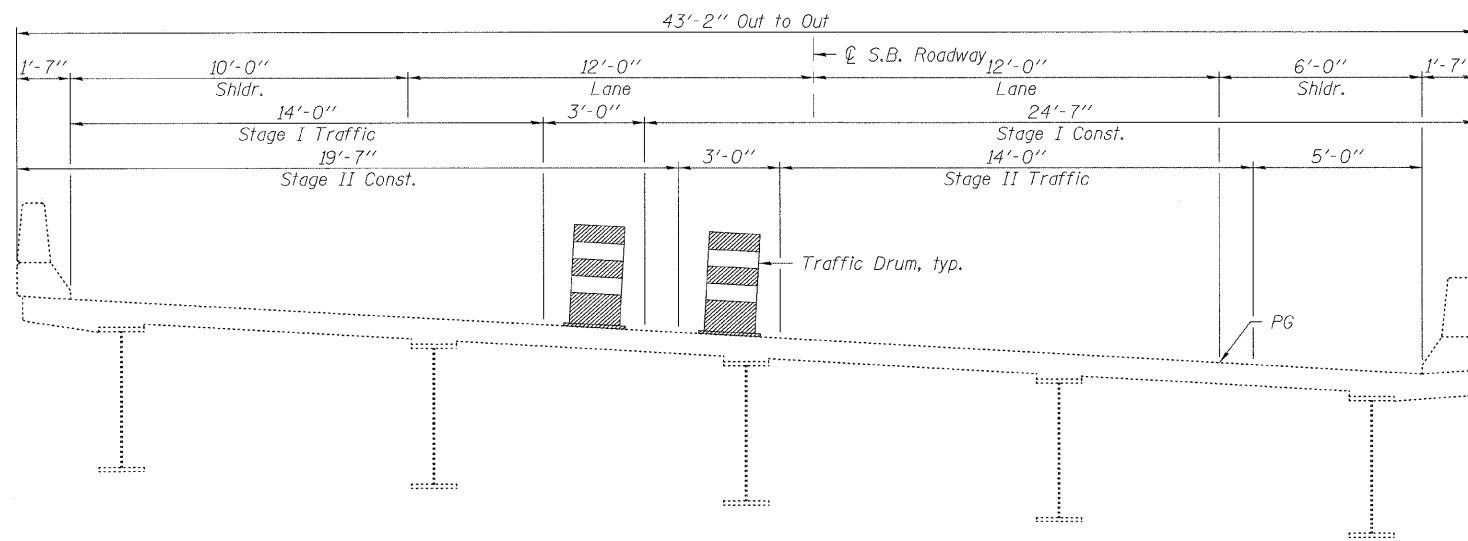 43'-2" Out to Out
℄ S.B. Roadway
1'-7" 10'-0" 12'-0" 12'-0" 6'-0" 1'-7"
Shldr. Lane Lane Shldr.
14'-0" 3'-0" 24'-7"
Stage I Traffic Stage I Const.
19'-7" 3'-0" 14'-0" 5'-0"
Stage II Const. Stage II Traffic
Traffic Drum, typ.
PG